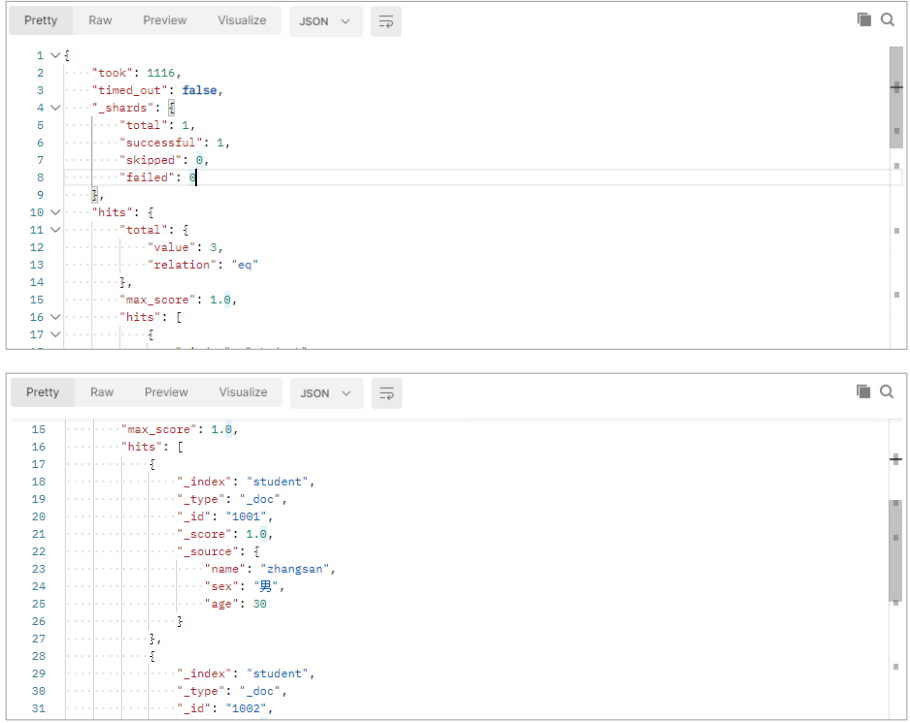 Pretty Raw Preview Visualize JSON
1 {
2 "took": 1116,
3 "timed_out": false,
4 "_shards": {
5 "total": 1,
6 "successful": 1,
7 "skipped": 0,
8 "failed": 0
9 },
10 "hits": {
11 "total": {
12 "value": 3,
13 "relation": "eq"
14 },
15 "max_score": 1.0,
16 "hits": [
17 {
Pretty Raw Preview Visualize JSON
15 "max_score": 1.0,
16 "hits": [
17 {
18 "_index": "student",
19 "_type": "_doc",
20 "_id": "1001",
21 "_score": 1.0,
22 "_source": {
23 "name": "zhangsan",
24 "sex": "男",
25 "age": 30
26 }
27 },
28 {
29 "_index": "student",
30 "_type": "_doc",
31 "_id": "1002",